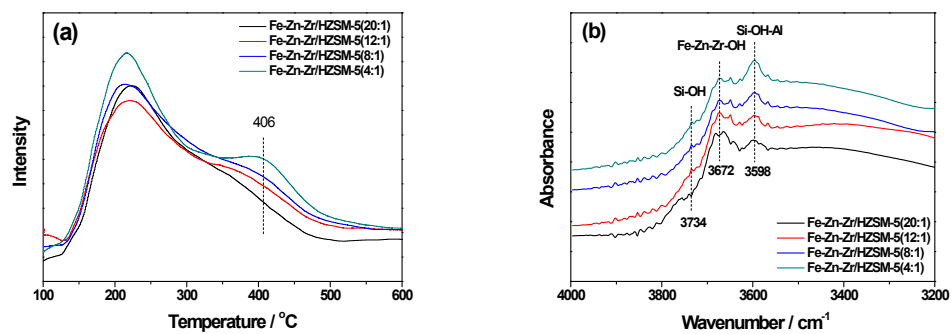 (a)
Fe-Zn-Zr/HZSM-5(20:1)
Fe-Zn-Zr/HZSM-5(12:1)
Fe-Zn-Zr/HZSM-5(8:1)
Fe-Zn-Zr/HZSM-5(4:1)
406
Intensity
100 200 300 400 500 600
Temperature / °C
(b)
Si-OH-Al
Fe-Zn-Zr-OH
Si-OH
3672 3598
3734
Absorbance
Fe-Zn-Zr/HZSM-5(20:1)
Fe-Zn-Zr/HZSM-5(12:1)
Fe-Zn-Zr/HZSM-5(8:1)
Fe-Zn-Zr/HZSM-5(4:1)
4000 3800 3600 3400 3200
Wavenumber / cm⁻¹